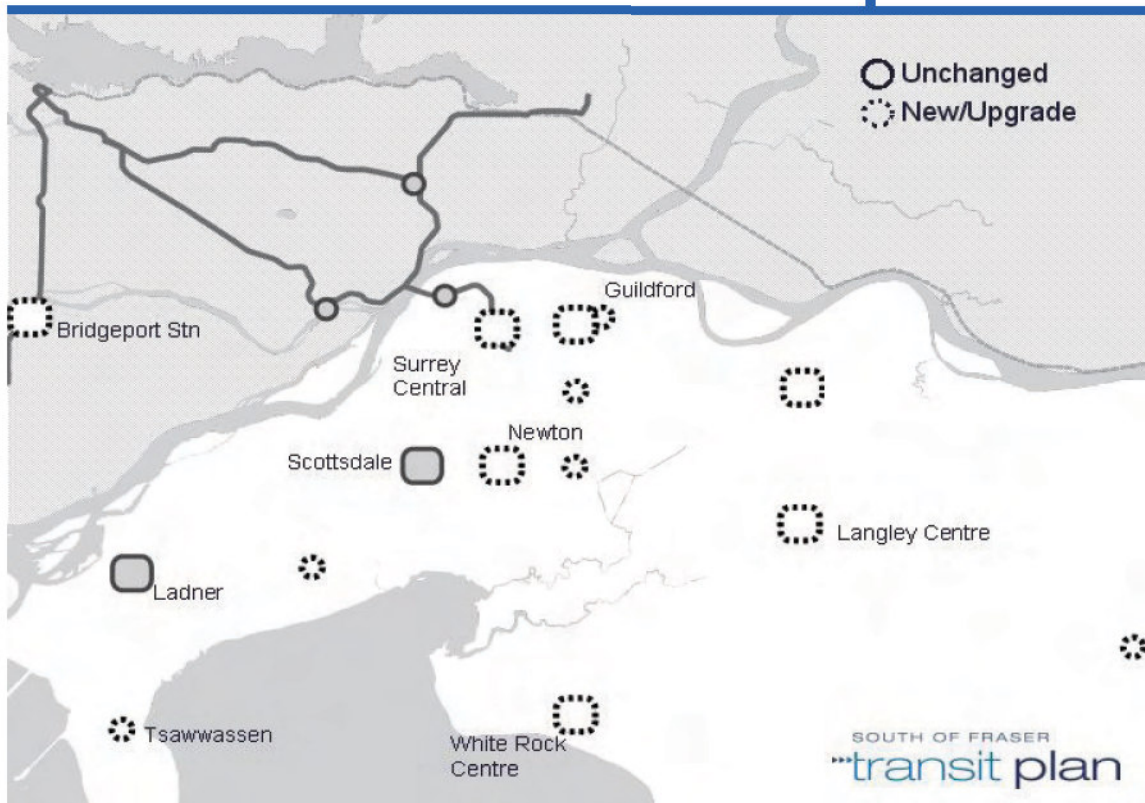 Unchanged
New/Upgrade
Guildford
Bridgeport Stn
Surrey
Central
Newton
Scottsdale
Langley Centre
Ladner
Tsawwassen
White Rock
Centre
SOUTH OF FRASER
transit plan